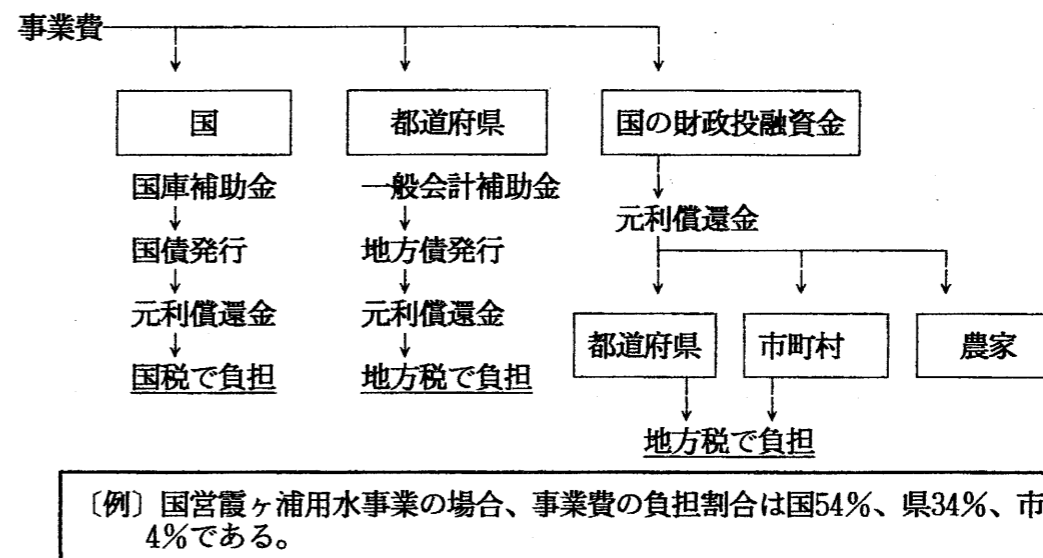 事業費
国　都道府県　国の財政投融資金
国庫補助金　一般会計補助金
元利償還金
国債発行　地方債発行
元利償還金　元利償還金
都道府県　市町村　農家
国税で負担　地方税で負担
地方税で負担
〔例〕国営霞ヶ浦用水事業の場合、事業費の負担割合は国54％、県34％、市
4％である。